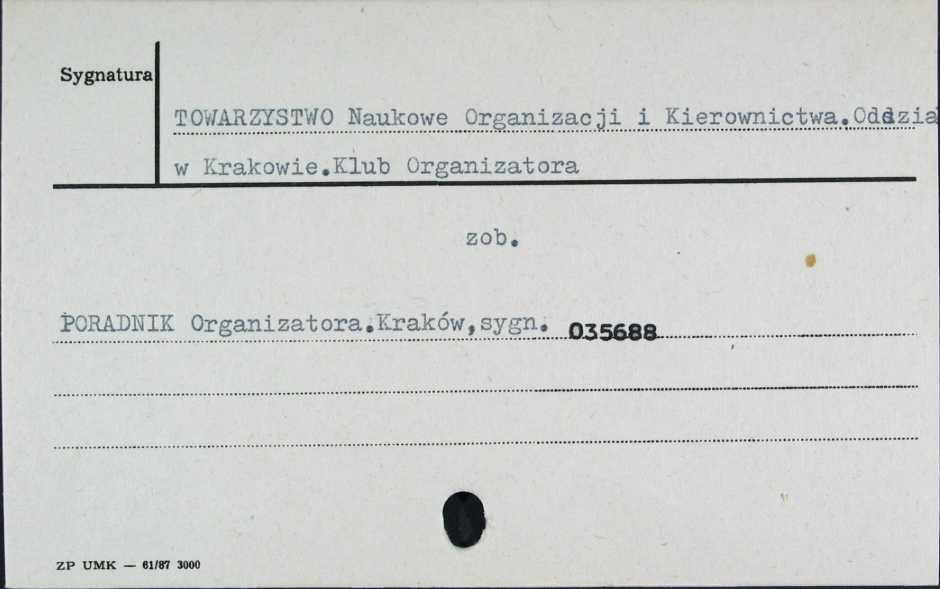 Sygnatura
TOWARZYSTWO Naukowe Organizacji i Kierownictwa.Oddzia
w Krakowie.Klub Organizatora
zob.
PORADNIK Organizatora.Kraków,sygn. 035688
ZP UMK — 61/87 3000